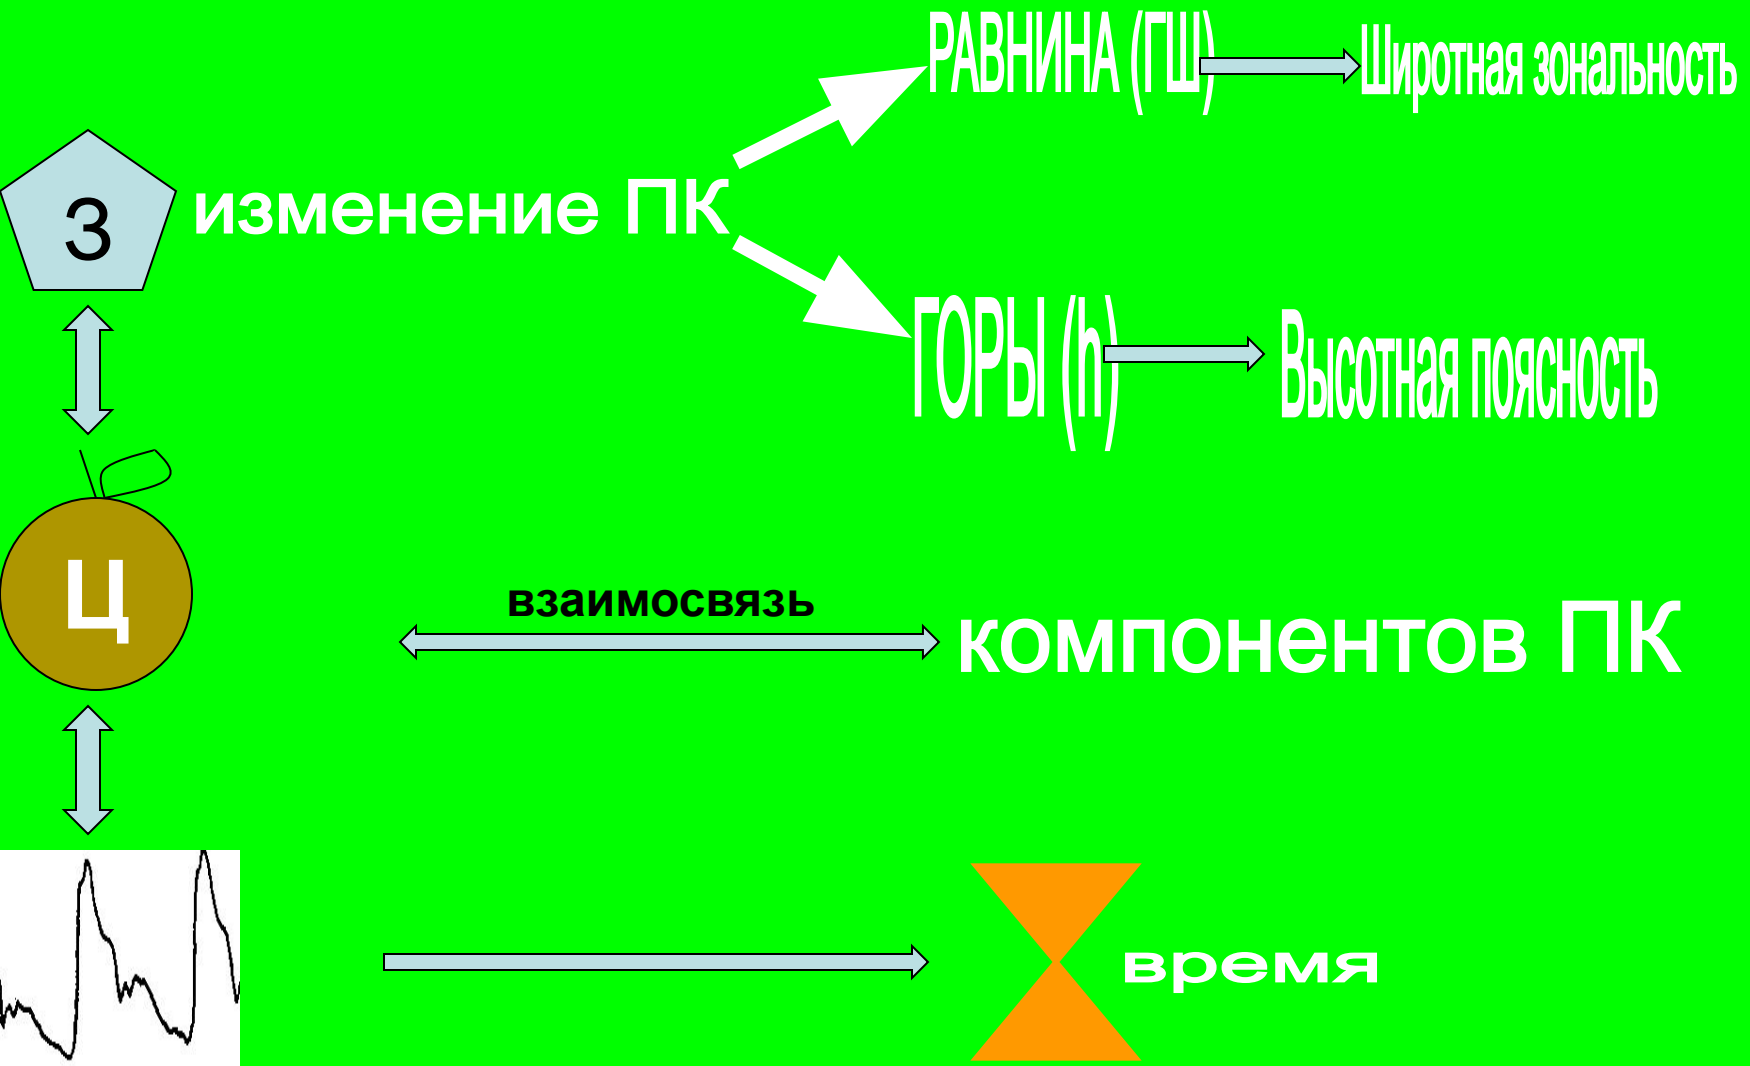 РАВНИНА (ГШ)
Широтная зональность
З
изменение ПК
ГОРЫ (h)
Высотная поясность
Ц
взаимосвязь
компонентов ПК
время